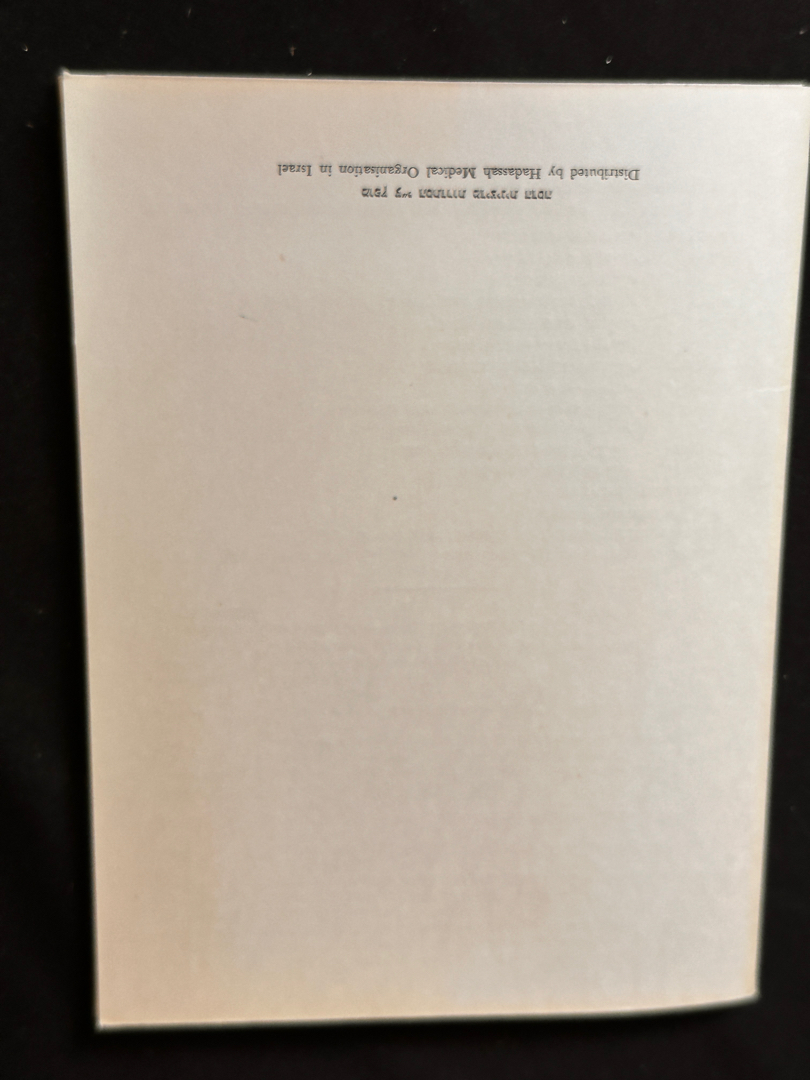 מופץ ע״י הסתדרות מדיצינית הדסה
Distributed by Hadassah Medical Organisation in Israel